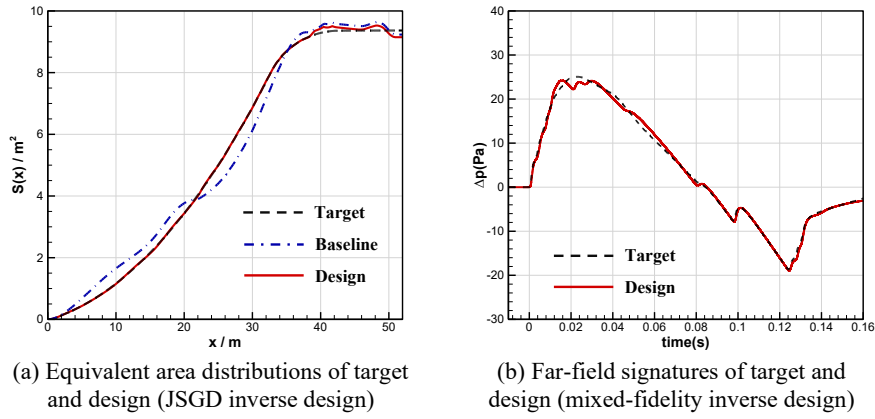 S(x) / m²
10
8
6
4
2
0
0
10
20
30
40
50
x / m
Target
Baseline
Design
(a) Equivalent area distributions of target
and design (JSGD inverse design)
Δp(Pa)
40
30
20
10
0
-10
-20
-30
0
0.02
0.04
0.06
0.08
0.1
0.12
0.14
0.16
time(s)
Target
Design
(b) Far-field signatures of target and
design (mixed-fidelity inverse design)